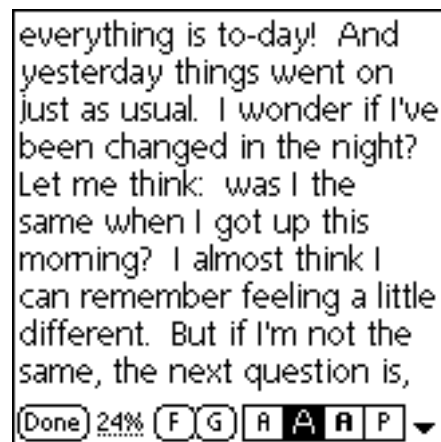 everything is to-day!  And
yesterday things went on
just as usual.  I wonder if I've
been changed in the night?
Let me think:  was I the
same when I got up this
morning?  I almost think I
can remember feeling a little
different.  But if I'm not the
same, the next question is,
Done 24% F G A A A P